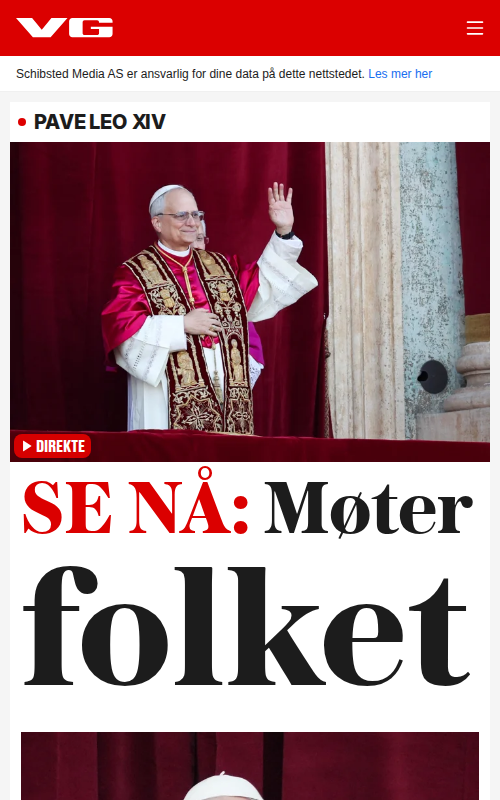 VG
Schibsted Media AS er ansvarlig for dine data på dette nettstedet. Les mer her
PAVE LEO XIV
DIREKTE
SE NÅ: Møter
folket